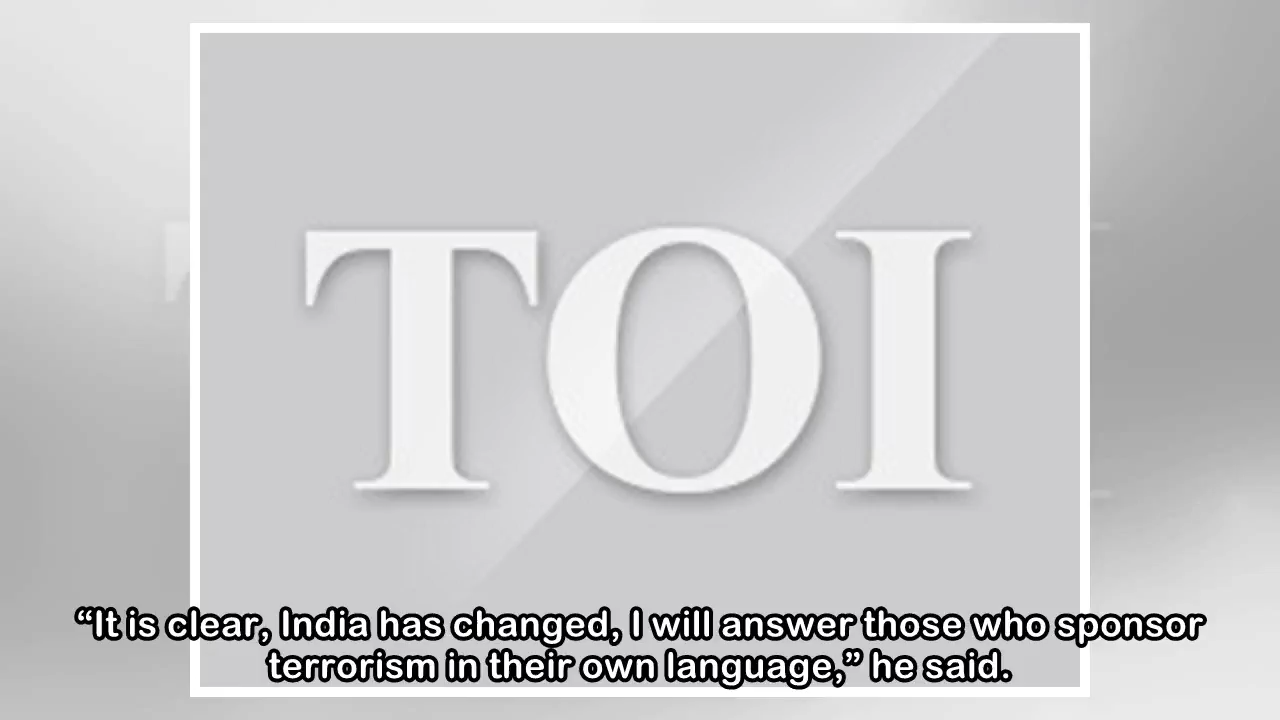 TOI
“It is clear, India has changed, I will answer those who sponsor
terrorism in their own language,” he said.